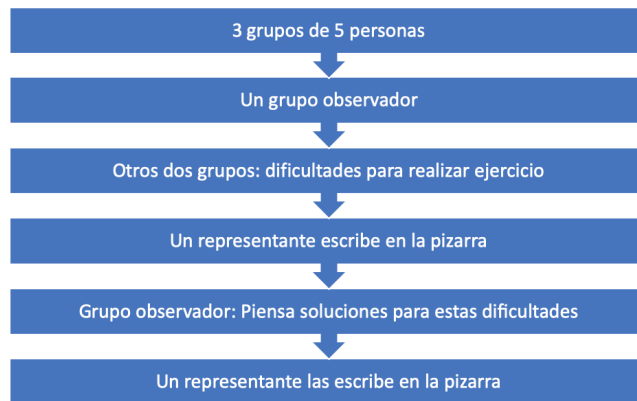 3 grupos de 5 personas
Un grupo observador
Otros dos grupos: dificultades para realizar ejercicio
Un representante escribe en la pizarra
Grupo observador: Piensa soluciones para estas dificultades
Un representante las escribe en la pizarra